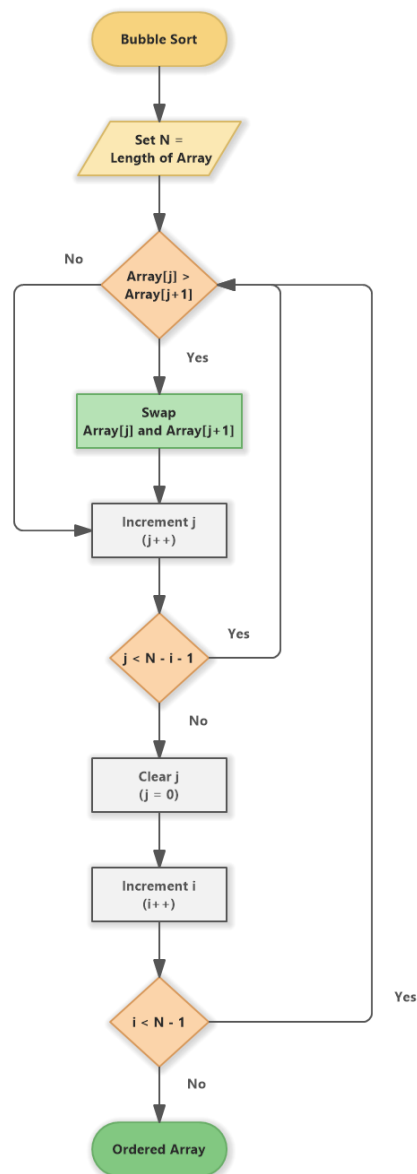 Bubble Sort
Set N =
Length of Array
No
Array[j] >
Array[j+1]
Yes
Swap
Array[j] and Array[j+1]
Increment j
(j++)
Yes
j < N - i - 1
No
Clear j
(j = 0)
Increment i
(i++)
Yes
i < N - 1
No
Ordered Array